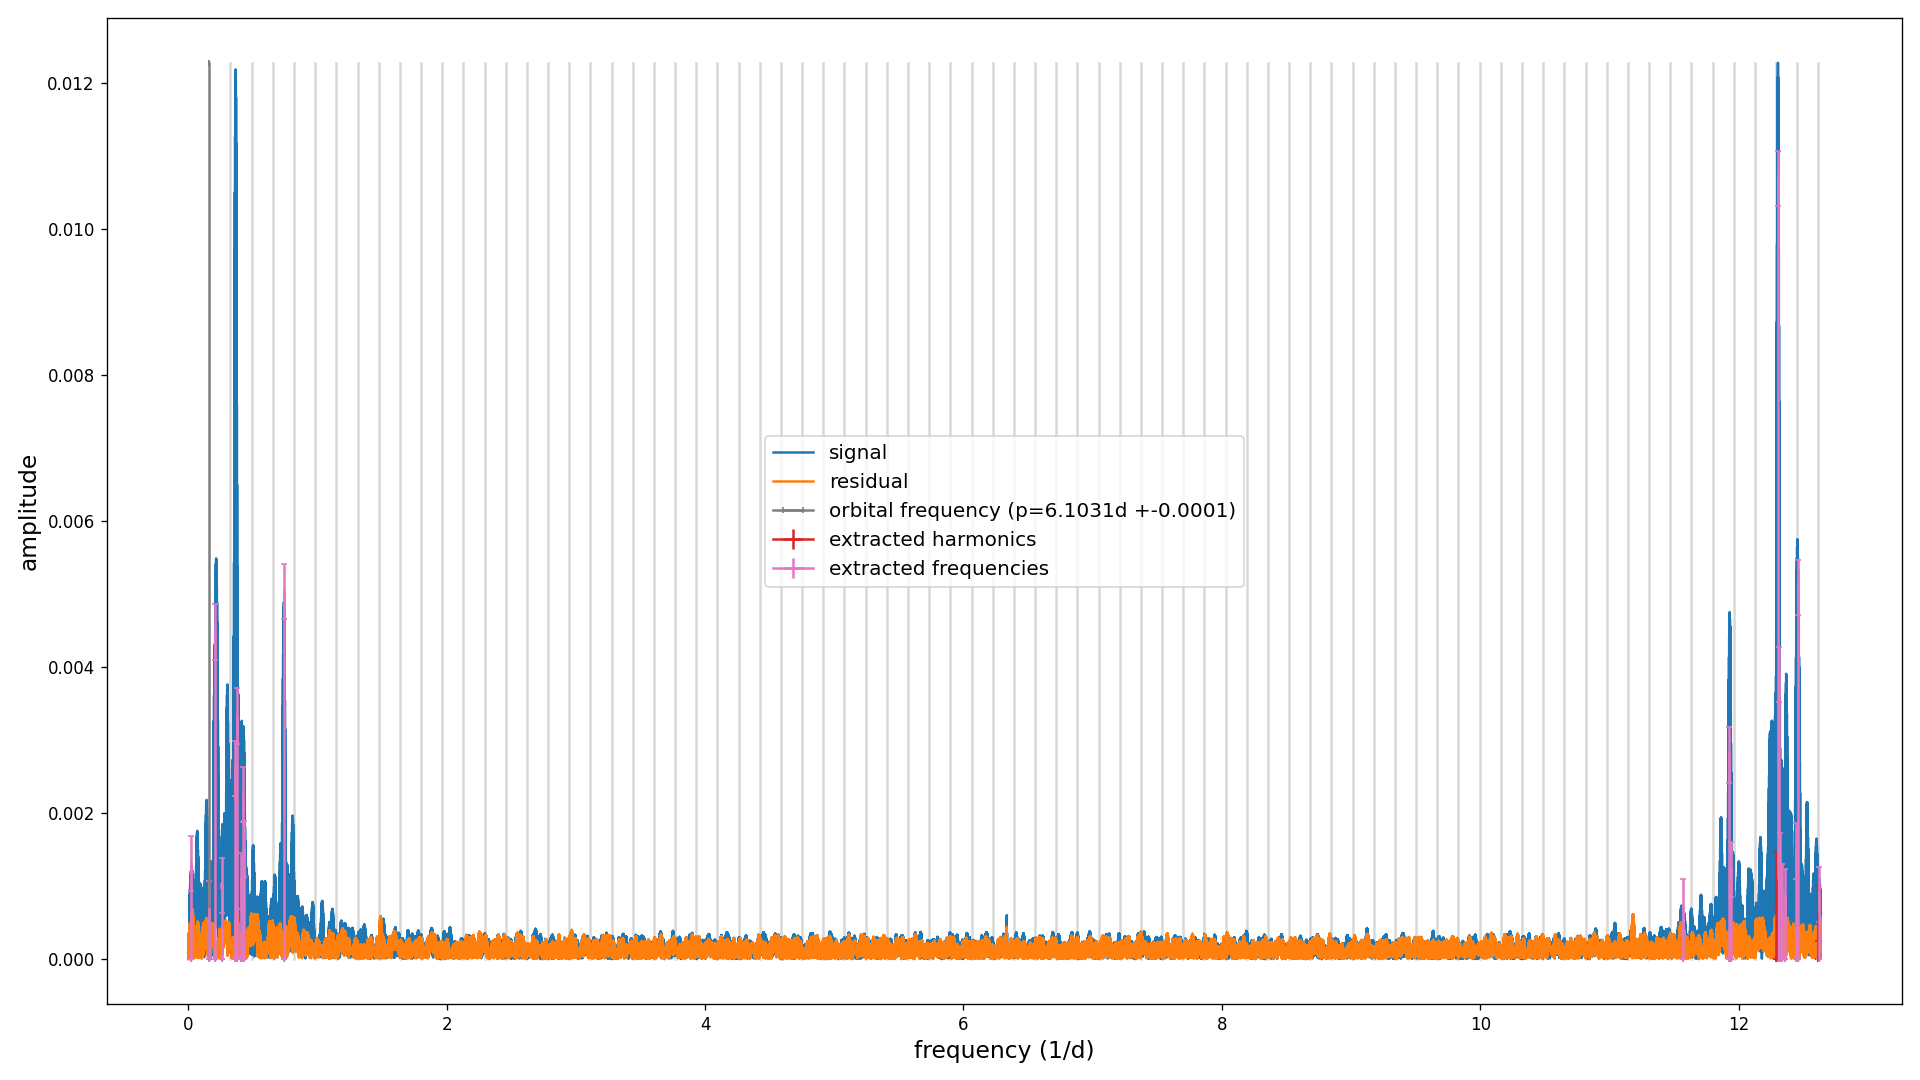 0.012
0.010
0.008
0.006
0.004
0.002
0.000
amplitude
signal
residual
orbital frequency (p=6.1031d +-0.0001)
extracted harmonics
extracted frequencies
0 2 4 6 8 10 12
frequency (1/d)